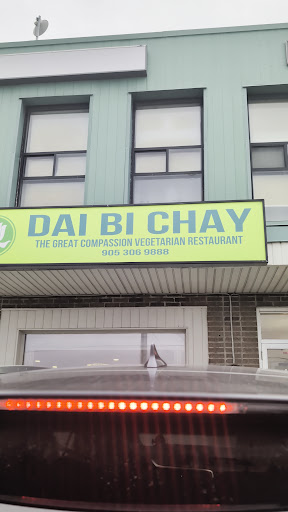 DAI BI CHAY
THE GREAT COMPASSION VEGETARIAN RESTAURANT
905 306 9888